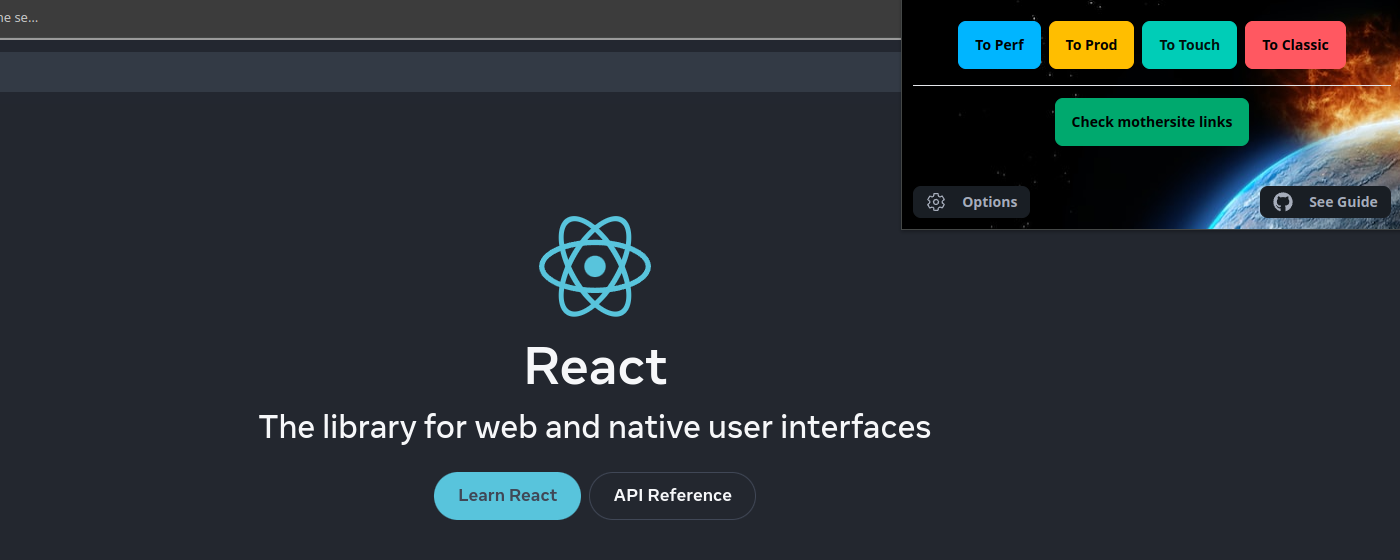 se...
To Perf To Prod To Touch To Classic
Check mothersite links
Options See Guide
React
The library for web and native user interfaces
Learn React API Reference